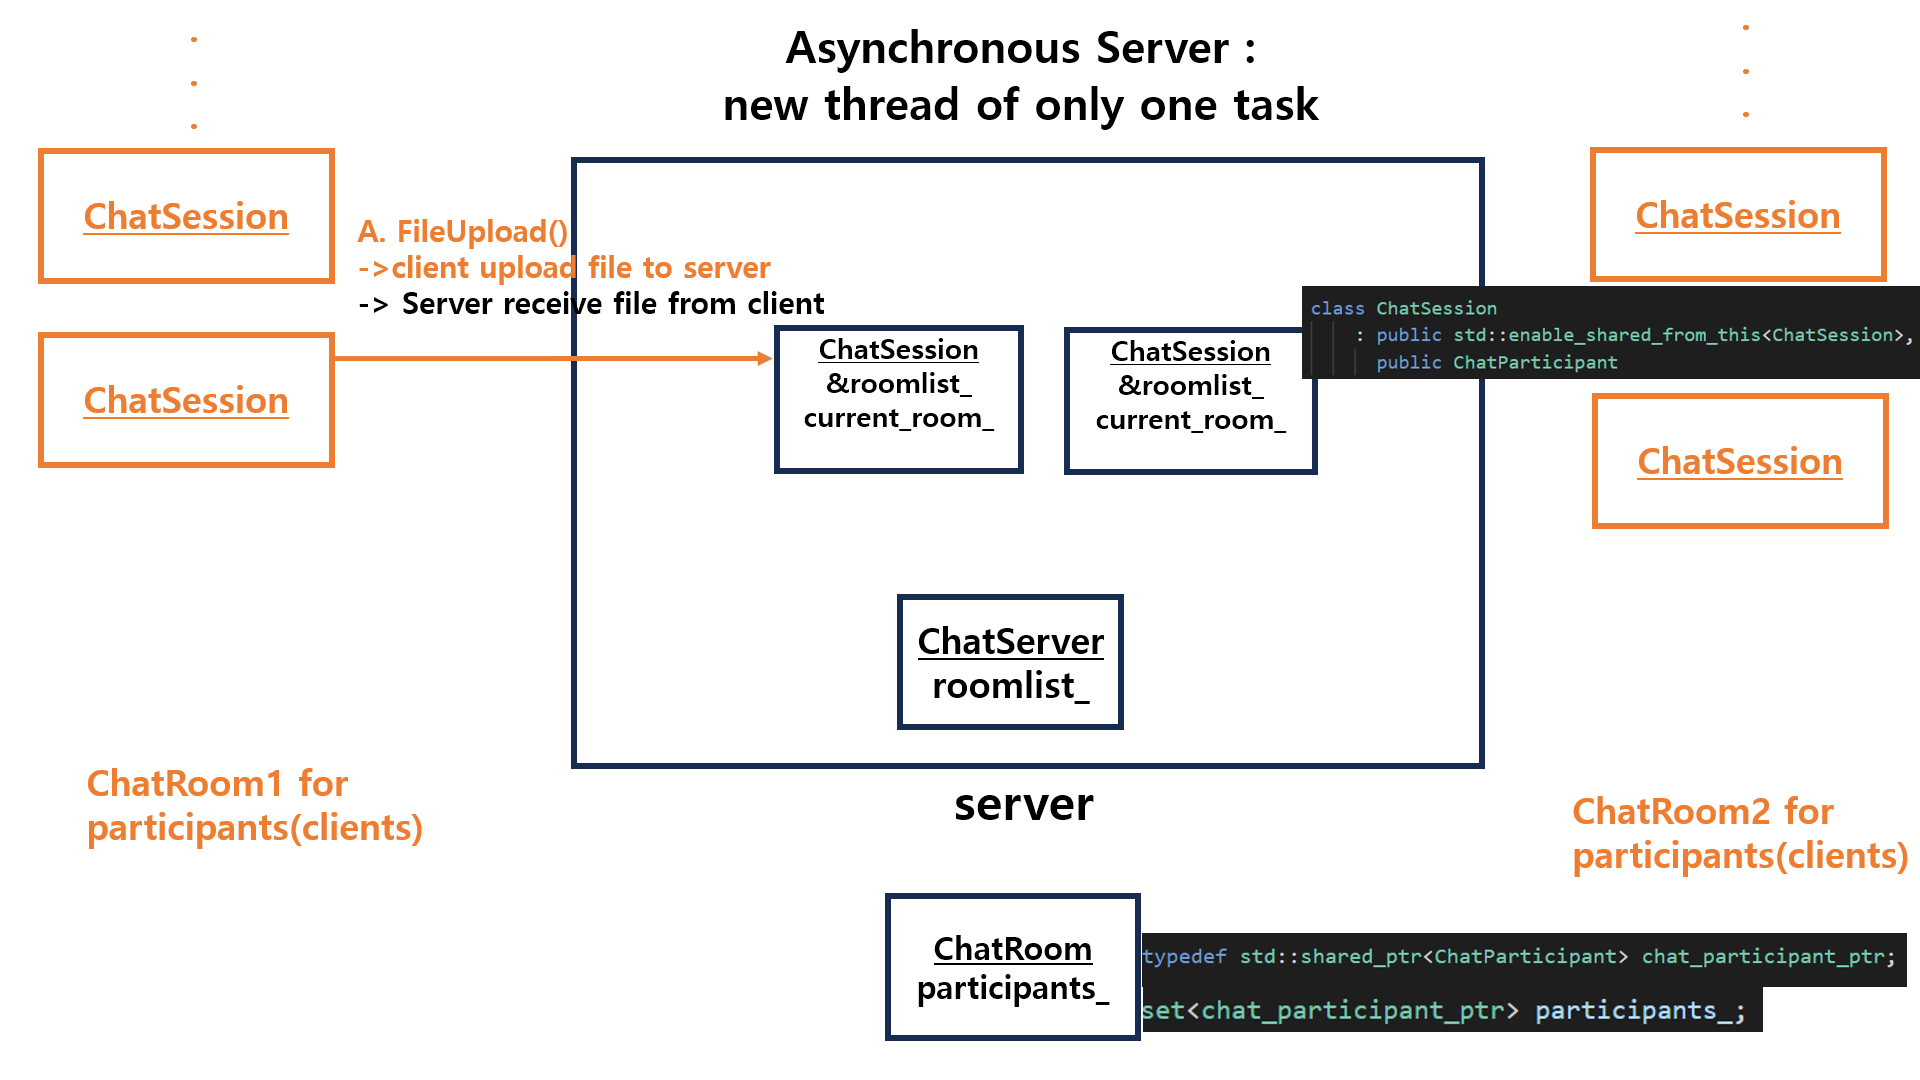 Asynchronous Server :
new thread of only one task
ChatSession
ChatSession
A. FileUpload()
->client upload file to server
-> Server receive file from client
ChatSession
&roomlist_
current_room_
ChatSession
&roomlist_
current_room_
ChatSession
class ChatSession
: public std::enable_shared_from_this<ChatSession>,
public ChatParticipant
ChatSession
ChatServer
roomlist_
server
ChatRoom1 for
participants(clients)
ChatRoom2 for
participants(clients)
ChatRoom
participants_
typedef std::shared_ptr<ChatParticipant> chat_participant_ptr;
set<chat_participant_ptr> participants_;